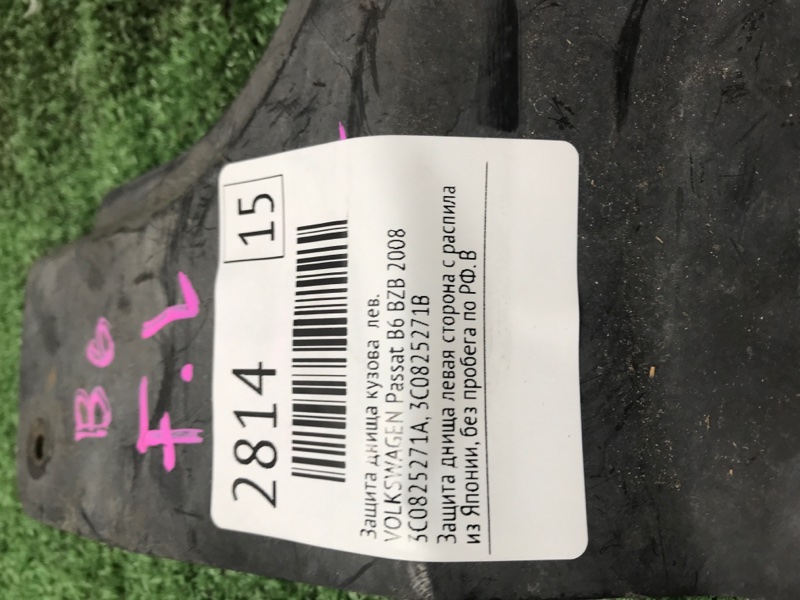 B6
F.L
2814
15
Защита днища кузова лев.
VOLKSWAGEN Passat B6 BZB 2008
3C0825271A, 3C0825271B
Защита днища левая сторона с распила
из Японии, без пробега по РФ. В